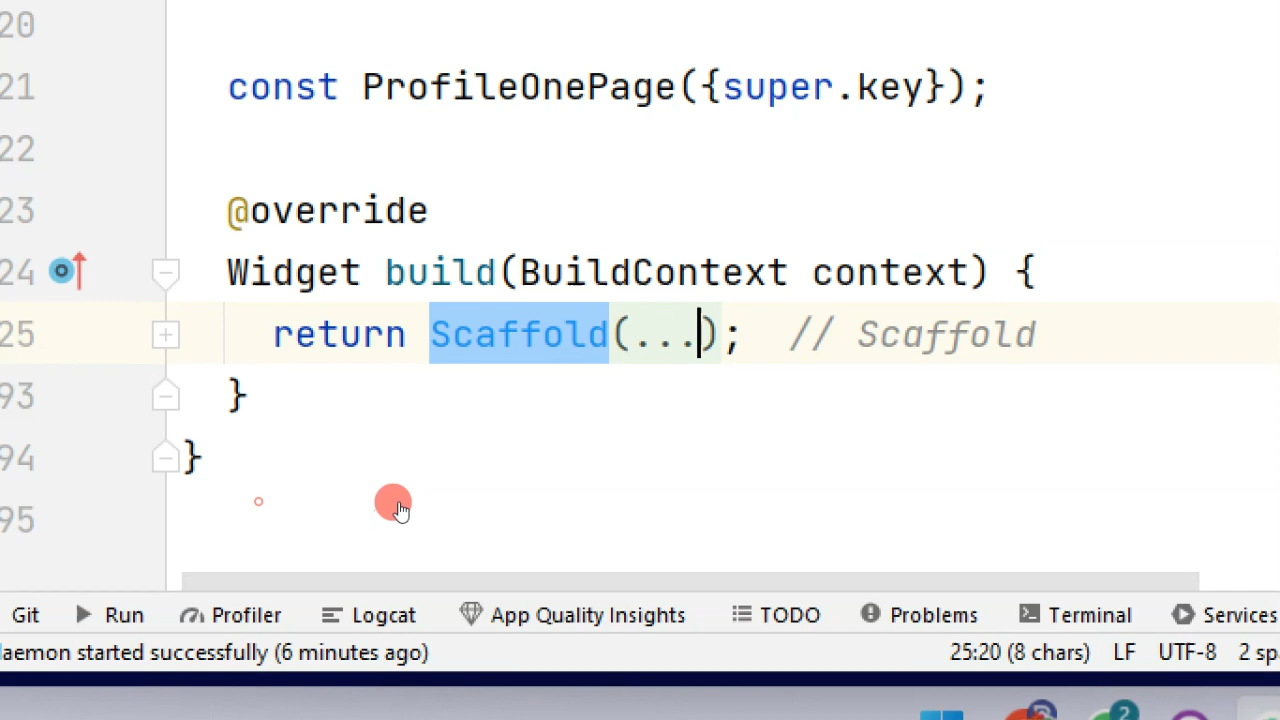 20
21 const ProfileOnePage({super.key});
22
23 @override
24 Widget build(BuildContext context) {
25 return Scaffold(...); // Scaffold
93 }
94 }
95
Git Run Profiler Logcat App Quality Insights TODO Problems Terminal Services
aemon started successfully (6 minutes ago) 25:20 (8 chars) LF UTF-8 2 sp
2